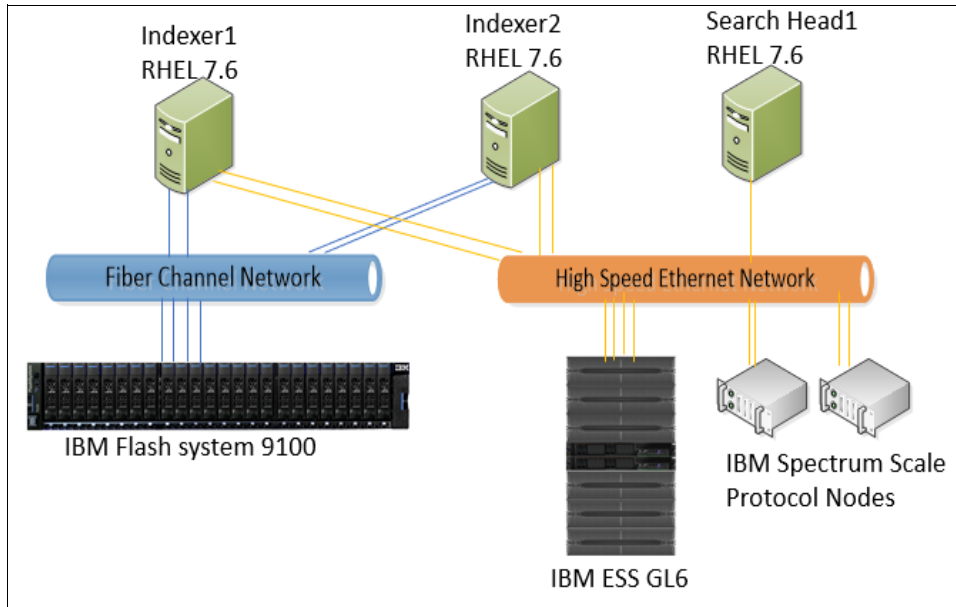 Indexer1
RHEL 7.6
Indexer2
RHEL 7.6
Search Head1
RHEL 7.6
Fiber Channel Network
High Speed Ethernet Network
IBM
IBM Flash system 9100
IBM Spectrum Scale
Protocol Nodes
IBM ESS GL6